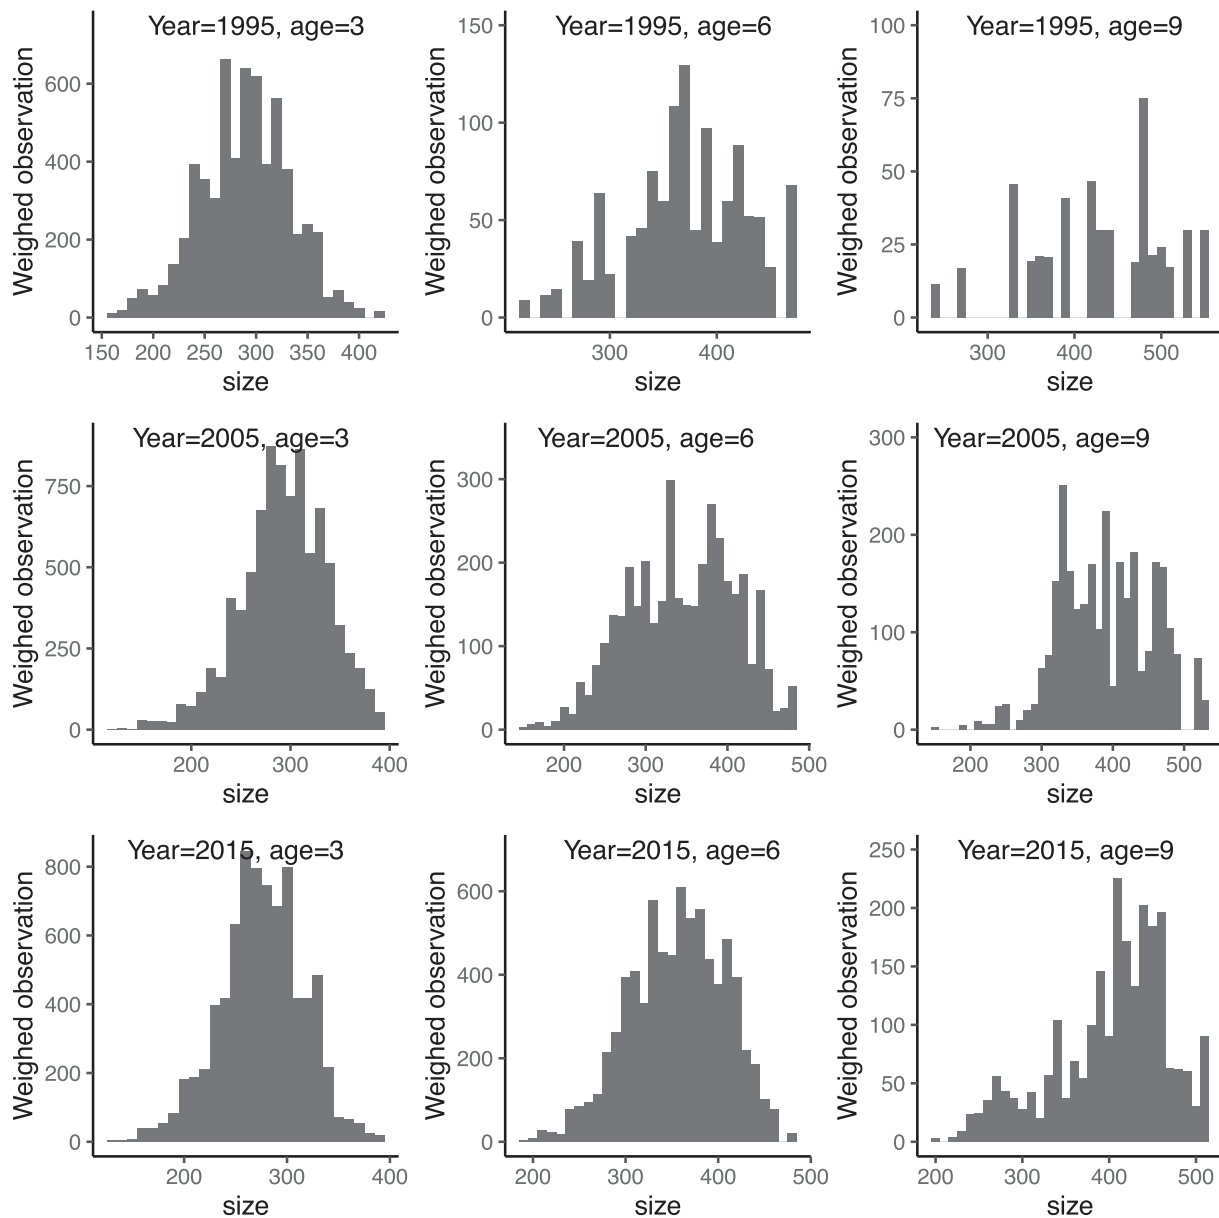 Year=1995, age=3
Weighed observation
600
400
200
0
150 200 250 300 350 400
size
Year=1995, age=6
Weighed observation
150
100
50
0
300 400
size
Year=1995, age=9
Weighed observation
100
75
50
25
0
300 400 500
size
Year=2005, age=3
Weighed observation
750
500
250
0
200 300 400
size
Year=2005, age=6
Weighed observation
300
200
100
0
200 300 400 500
size
Year=2005, age=9
Weighed observation
300
200
100
0
200 300 400 500
size
Year=2015, age=3
Weighed observation
800
600
400
200
0
200 300 400
size
Year=2015, age=6
Weighed observation
600
400
200
0
200 300 400 500
size
Year=2015, age=9
Weighed observation
250
200
150
100
50
0
200 300 400 500
size